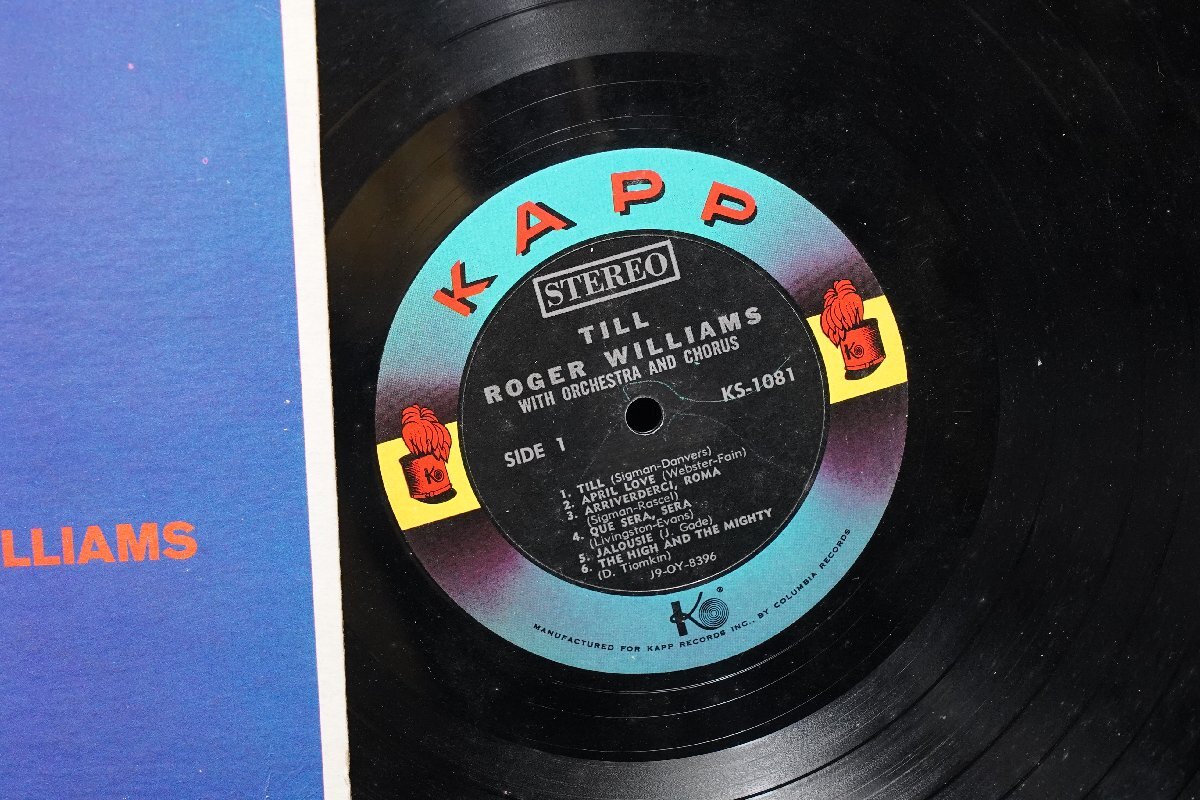 LLIAMS
KAPP
STEREO
TILL
ROGER WILLIAMS
WITH ORCHESTRA AND CHORUS
KS-1081
SIDE 1
1. TILL (Sigman-Danvers)
2. APRIL LOVE (Webster-Fain)
3. ARRIVERDERCI, ROMA
(Sigman-Rascel)
4. QUE SERA, SERA
(Livingston-Evans)
5. JALOUSIE (J. Gade)
6. THE HIGH AND THE MIGHTY
(D. Tiomkin)
J9-OY-8396
K
K
K ®
MANUFACTURED FOR KAPP RECORDS INC., BY COLUMBIA RECORDS